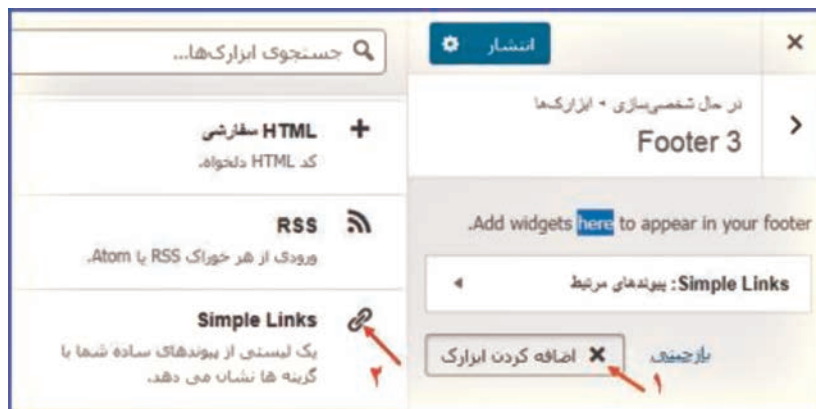 انتشار
در حال شخصی‌سازی ◂ ابزارک‌ها
Footer 3
Add widgets here to appear in your footer.
Simple Links: پیوندهای مرتبط
بازچینی
اضافه کردن ابزارک
۱
جستجوی ابزارک‌ها...
HTML سفارشی
کد HTML دلخواه.
RSS
ورودی از هر خوراک RSS یا Atom.
Simple Links
یک لیستی از پیوندهای ساده شما با
گزینه ها نشان می دهد.
۲